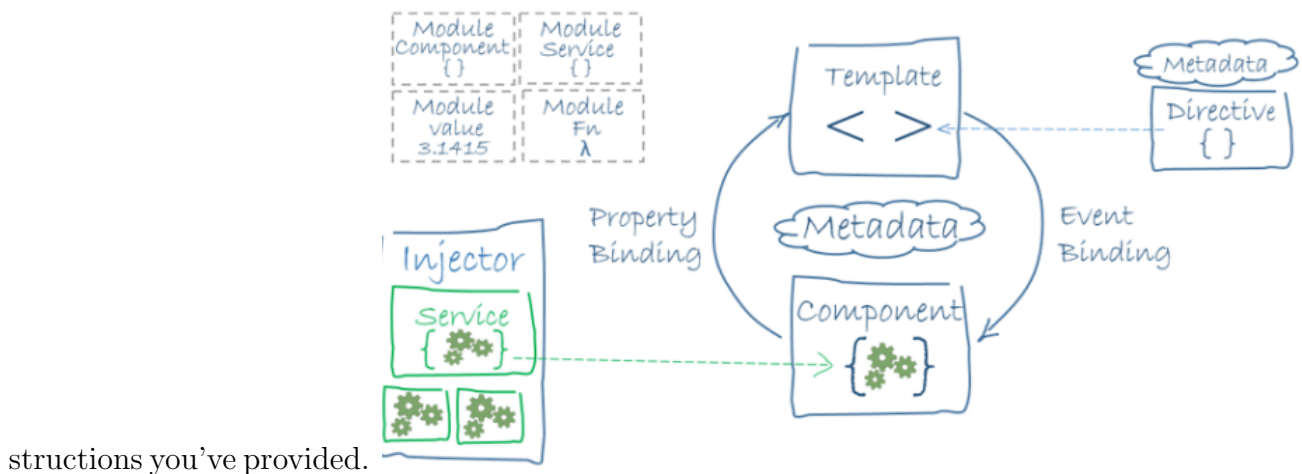 Module
Component
{ }
Module
Service
{ }
Module
value
3.1415
Module
Fn
λ
Template
< >
Metadata
Directive
{ }
Property
Binding
Metadata
Event
Binding
Injector
Service
{ }
Component
{ }
structions you've provided.